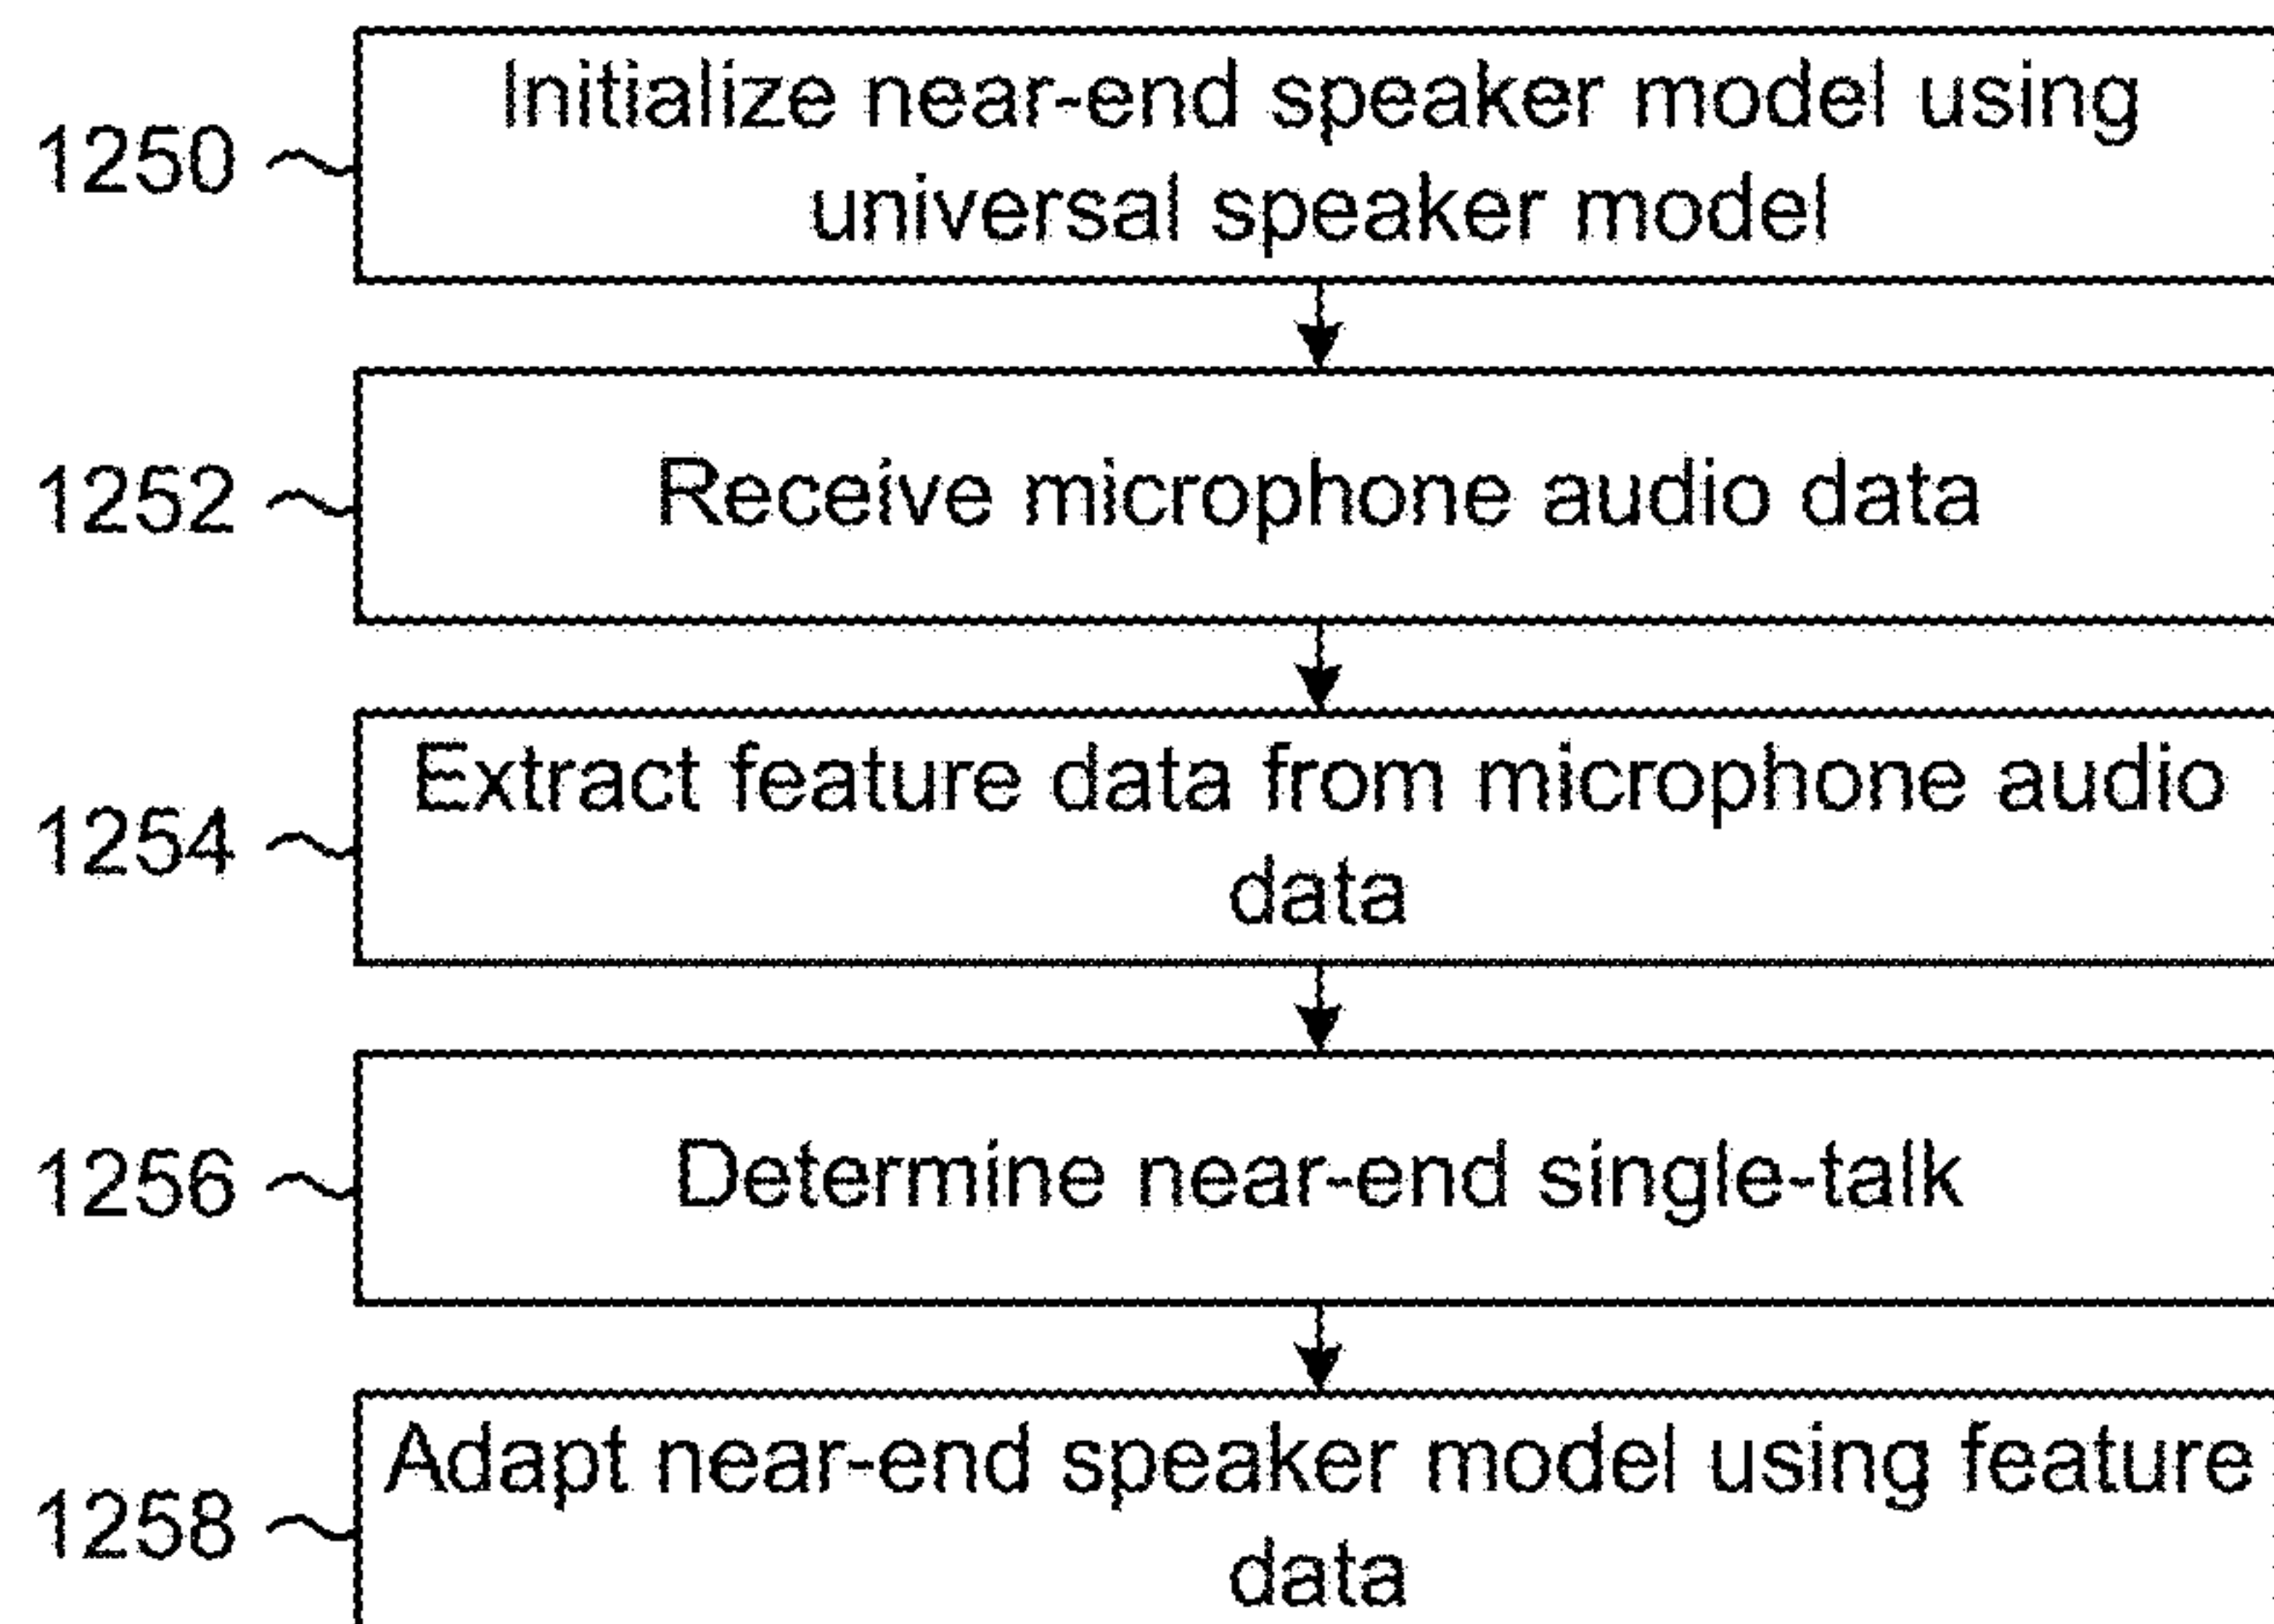 Initialize near-end speaker model using
1250
universal speaker model
1252
Receive microphone audio data
Extract feature data from microphone audio
1254
data
1256
Determine near-end single-talk
Adapt near-end speaker model using feature
1258
data